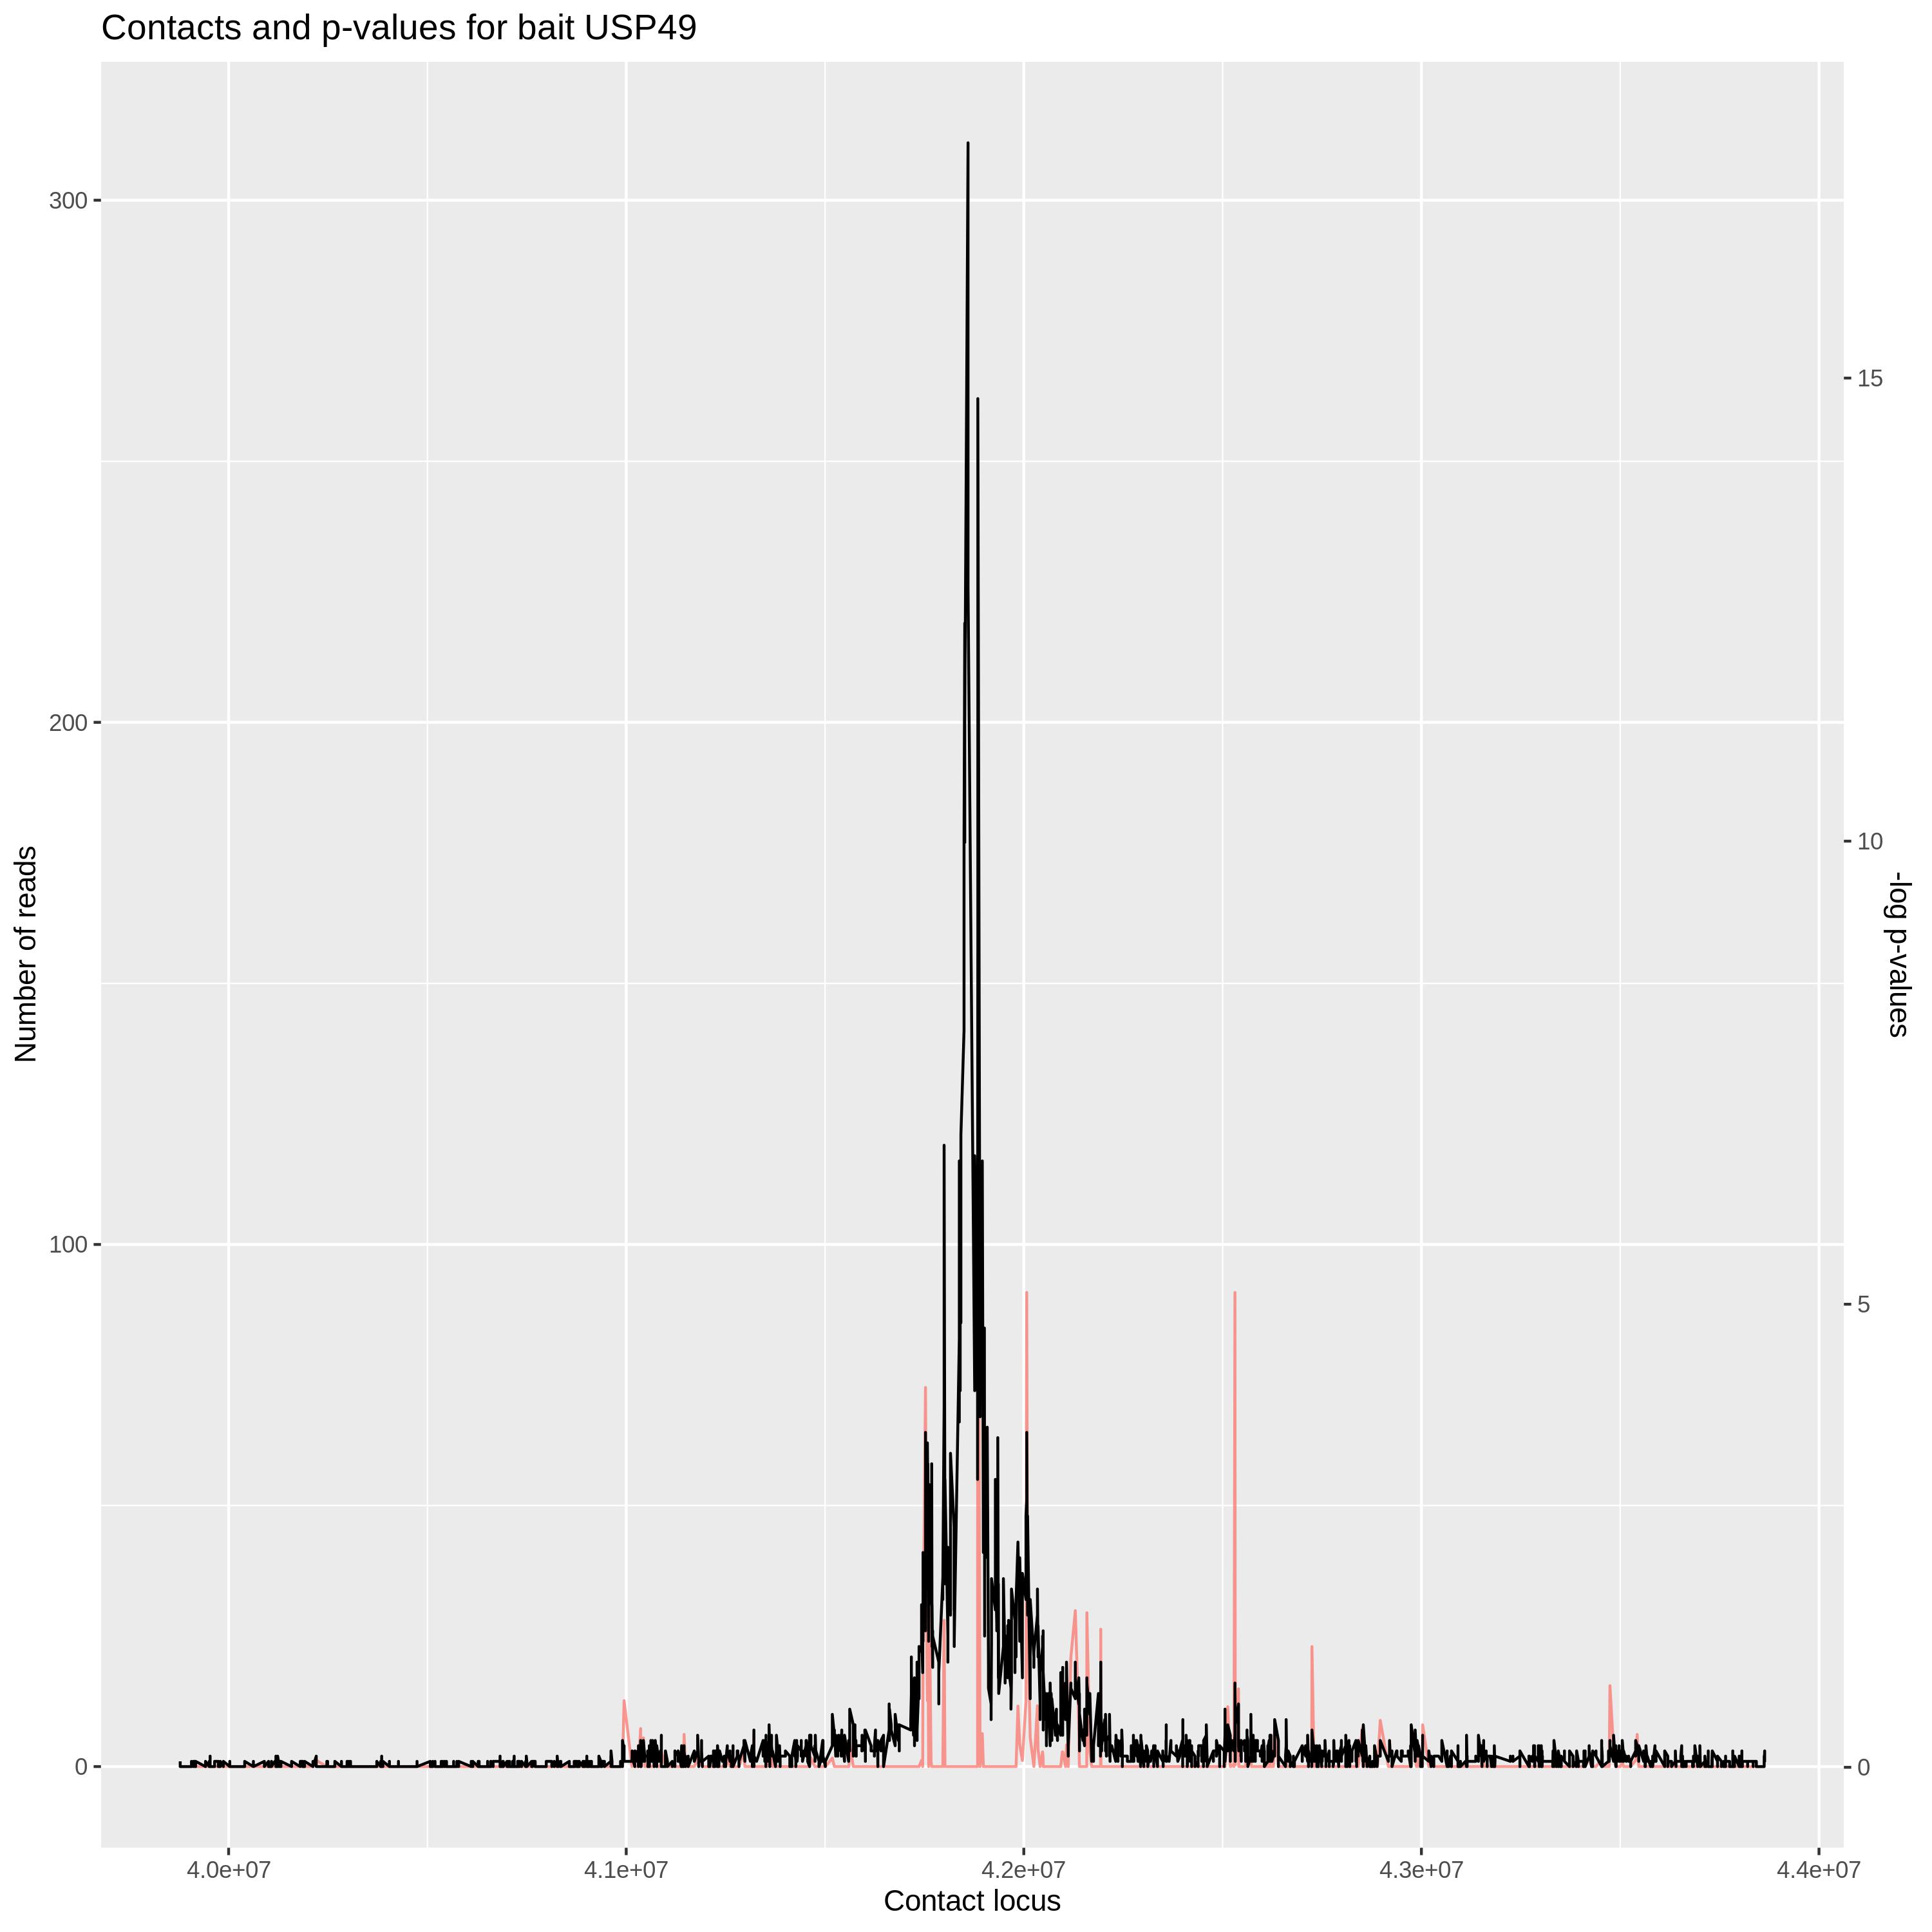 Contacts and p-values for bait USP49
300
200
100
0
Number of reads
15
10
5
0
-log p-values
4.0e+07 4.1e+07 4.2e+07 4.3e+07 4.4e+07
Contact locus